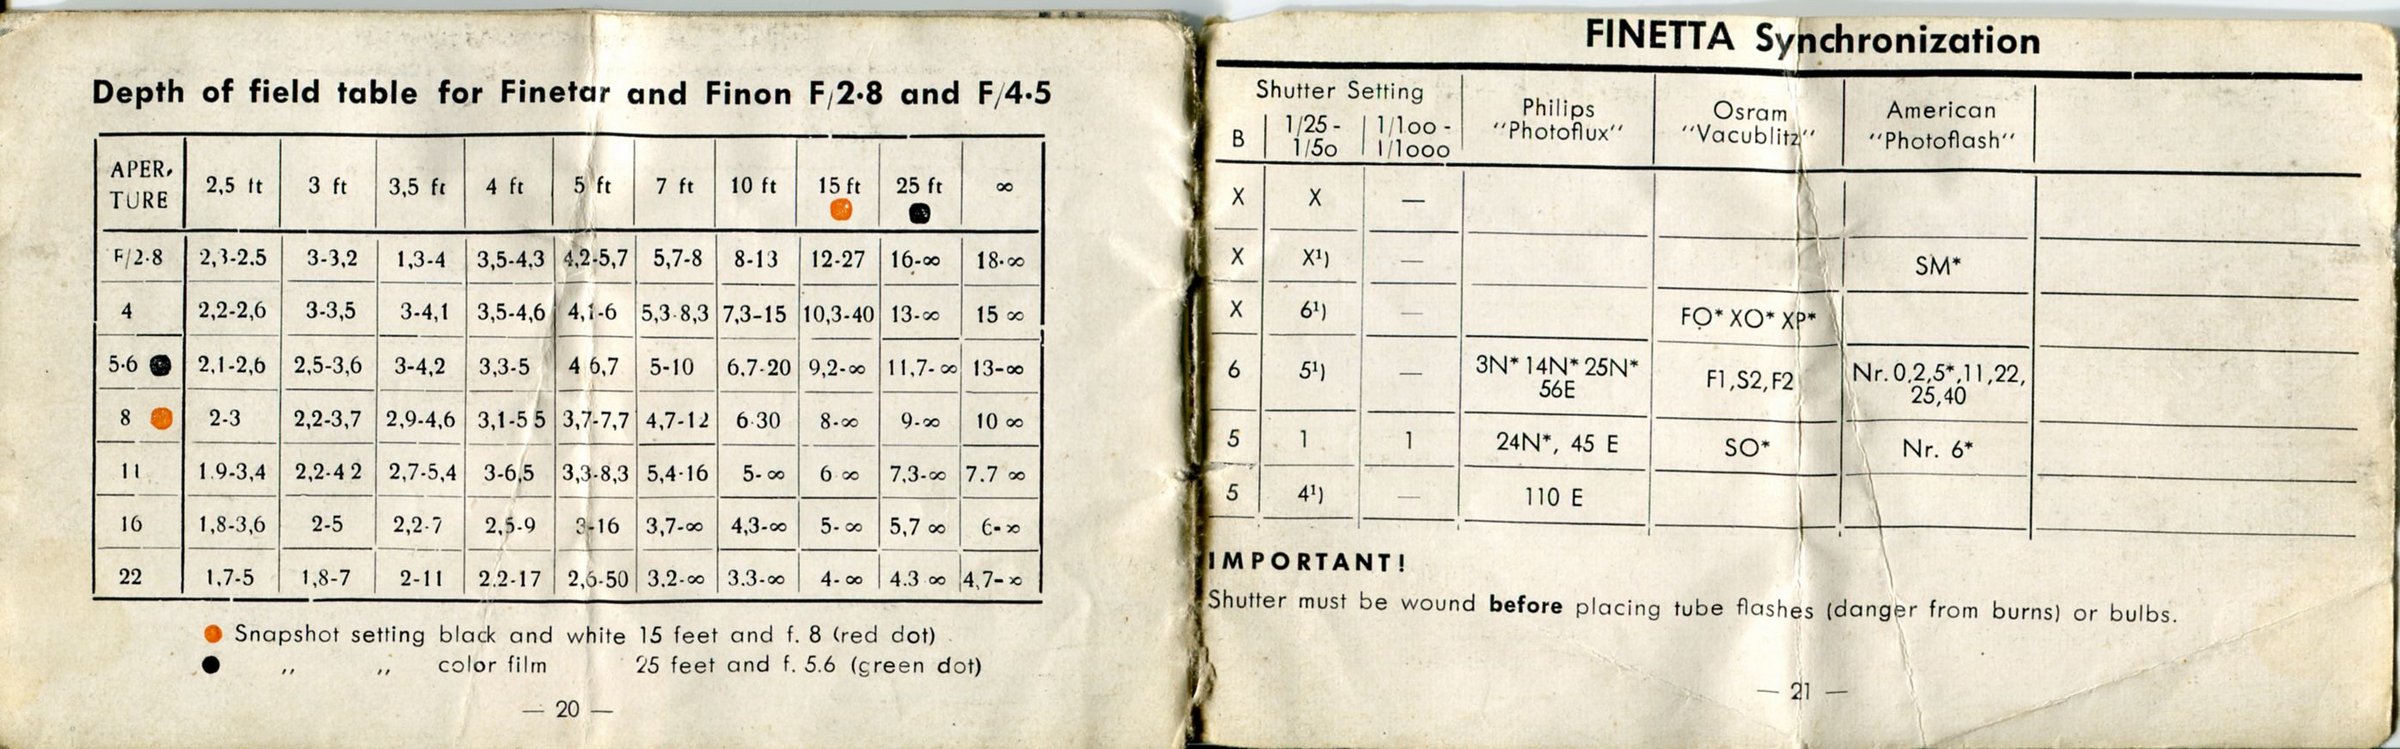 Depth of field table for Finetar and Finon F/2·8 and F/4·5
APER, TURE 2,5 ft 3 ft 3,5 ft 4 ft 5 ft 7 ft 10 ft 15 ft 25 ft ∞
F/2·8 2,3-2.5 3-3,2 1,3-4 3,5-4,3 4,2-5,7 5,7-8 8-13 12-27 16-∞ 18·∞
4 2,2-2,6 3-3,5 3-4,1 3,5-4,6 4,1-6 5,3·8,3 7,3-15 10,3-40 13-∞ 15 ∞
5·6 2,1-2,6 2,5-3,6 3-4,2 3,3-5 4 6,7 5-10 6,7-20 9,2-∞ 11,7-∞ 13-∞
8 2-3 2,2-3,7 2,9-4,6 3,1-5 5 3,7-7,7 4,7-12 6·30 8-∞ 9-∞ 10 ∞
11 1.9-3,4 2,2-4 2 2,7-5,4 3-6,5 3,3-8,3 5,4·16 5-∞ 6 ∞ 7,3-∞ 7.7 ∞
16 1,8-3,6 2-5 2,2-7 2,5-9 3-16 3,7-∞ 4,3-∞ 5-∞ 5,7 ∞ 6-∞
22 1,7-5 1,8-7 2-11 2.2-17 2,6-50 3.2-∞ 3.3-∞ 4-∞ 4.3 ∞ 4,7-∞
Snapshot setting black and white 15 feet and f. 8 (red dot)
,, ,, color film 25 feet and f. 5.6 (green dot)
— 20 —
FINETTA Synchronization
Shutter Setting
B 1/25 - 1/50 1/100 - 1/1000 Philips "Photoflux" Osram "Vacublitz" American "Photoflash"
X X —
X X¹) — SM*
X 6¹) — FO* XO* XP*
6 5¹) — 3N* 14N* 25N* 56E F1,S2,F2 Nr. 0,2,5*,11,22, 25,40
5 1 1 24N*, 45 E SO* Nr. 6*
5 4¹) — 110 E
IMPORTANT!
Shutter must be wound before placing tube flashes (danger from burns) or bulbs.
— 21 —